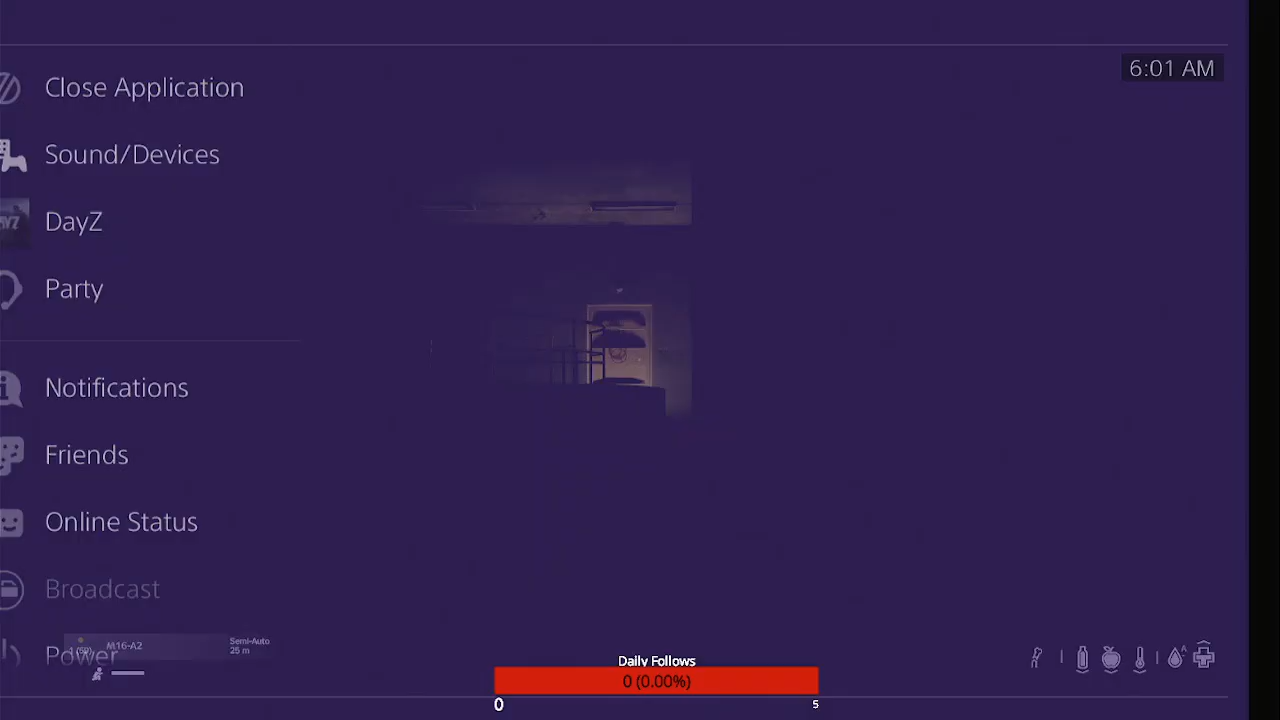 6:01 AM
Close Application
Sound/Devices
DayZ
Party
Notifications
Friends
Online Status
Broadcast
Power
M16-A2
Semi-Auto
25 m
Daily Follows
0 (0.00%)
0
5